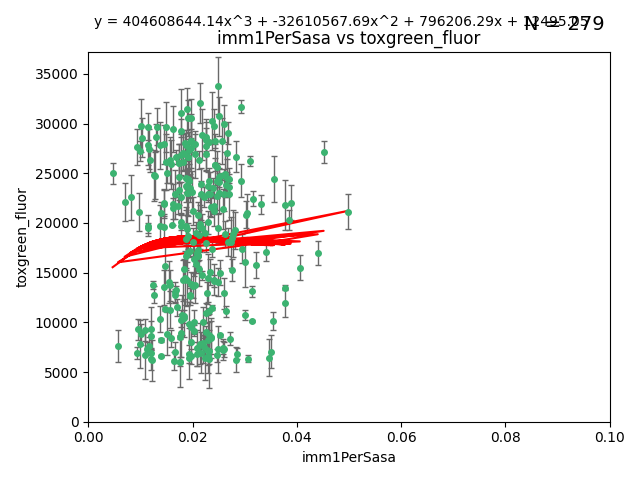 y = 404608644.14x^3 + -32610567.69x^2 + 796206.29x +
N = 279
imm1PerSasa vs toxgreen_fluor
toxgreen_fluor
35000
30000
25000
20000
15000
10000
5000
0
0.00 0.02 0.04 0.06 0.08 0.10
imm1PerSasa